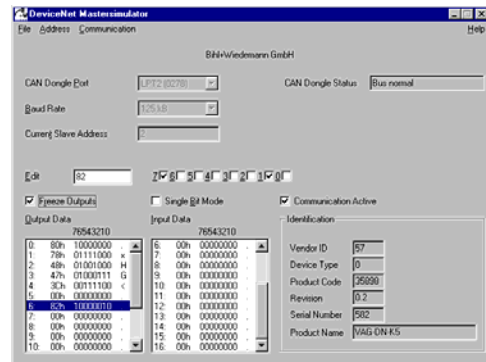 DeviceNet Mastersimulator
File Address Communication Help
Bihl+Wiedemann GmbH
CAN Dongle Port LPT2 (0278) CAN Dongle Status Bus normal
Baud Rate 125 kB
Current Slave Address 2
Edit 82 7 6 5 4 3 2 1 0
Freeze Outputs Single Bit Mode Communication Active
Output Data Input Data Identification
76543210 76543210
0: 80h 10000000 . 6: 00h 00000000 .
1: 78h 01111000 x 7: 00h 00000000 .
2: 48h 01001000 H 8: 00h 00000000 .
3: 47h 01000111 G 9: 00h 00000000 .
4: 3Ch 00111100 < 10: 00h 00000000 .
5: 00h 00000000 . 11: 00h 00000000 .
6: 82h 10000010 . 12: 00h 00000000 .
7: 00h 00000000 . 13: 00h 00000000 .
8: 00h 00000000 . 14: 00h 00000000 .
9: 00h 00000000 . 15: 00h 00000000 .
10: 00h 00000000 . 16: 00h 00000000 .
Vendor ID 57
Device Type 0
Product Code 35898
Revision 0.2
Serial Number 582
Product Name VAG-DN-K5